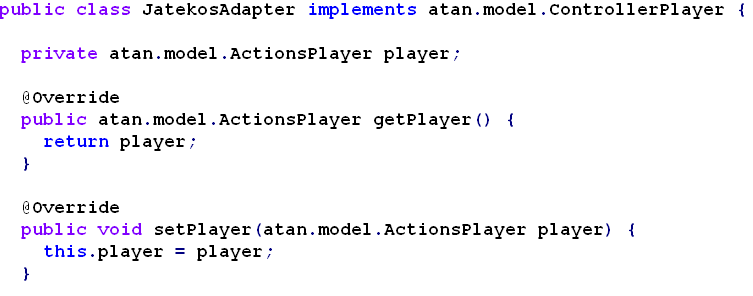 public class JatekosAdapter implements atan.model.ControllerPlayer {
private atan.model.ActionsPlayer player;
@Override
public atan.model.ActionsPlayer getPlayer() {
return player;
}
@Override
public void setPlayer(atan.model.ActionsPlayer player) {
this.player = player;
}